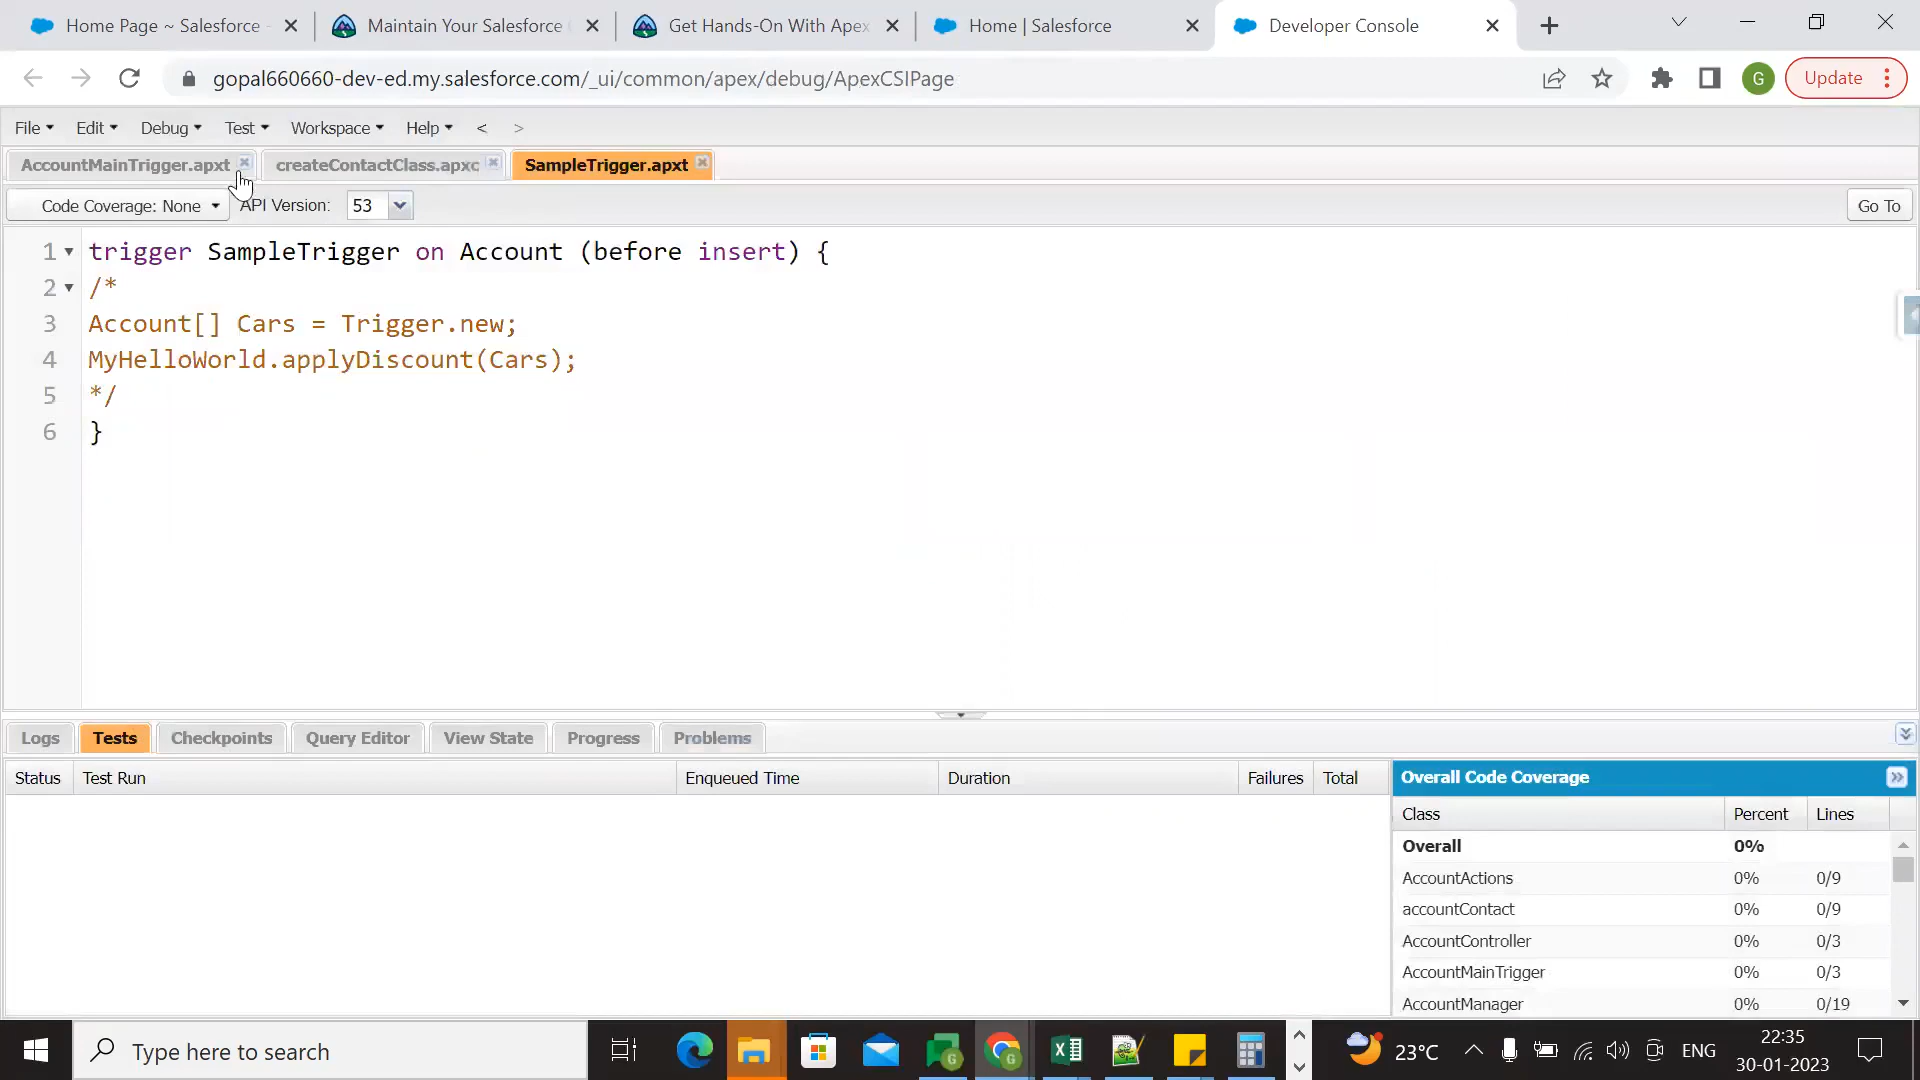 Home Page ~ Salesforce -
Maintain Your Salesforce
Get Hands-On With Apex
Home | Salesforce
Developer Console
gopal660660-dev-ed.my.salesforce.com/_ui/common/apex/debug/ApexCSIPage
G
Update
File Edit Debug Test Workspace Help < >
AccountMainTrigger.apxt
createContactClass.apxc
SampleTrigger.apxt
Code Coverage: None
API Version: 53
Go To
1 trigger SampleTrigger on Account (before insert) {
2 /*
3 Account[] Cars = Trigger.new;
4 MyHelloWorld.applyDiscount(Cars);
5 */
6 }
Logs Tests Checkpoints Query Editor View State Progress Problems
Status Test Run Enqueued Time Duration Failures Total
Overall Code Coverage
Class Percent Lines
Overall 0%
AccountActions 0% 0/9
accountContact 0% 0/9
AccountController 0% 0/3
AccountMainTrigger 0% 0/3
AccountManager 0% 0/19
Type here to search
23°C
ENG
22:35
30-01-2023